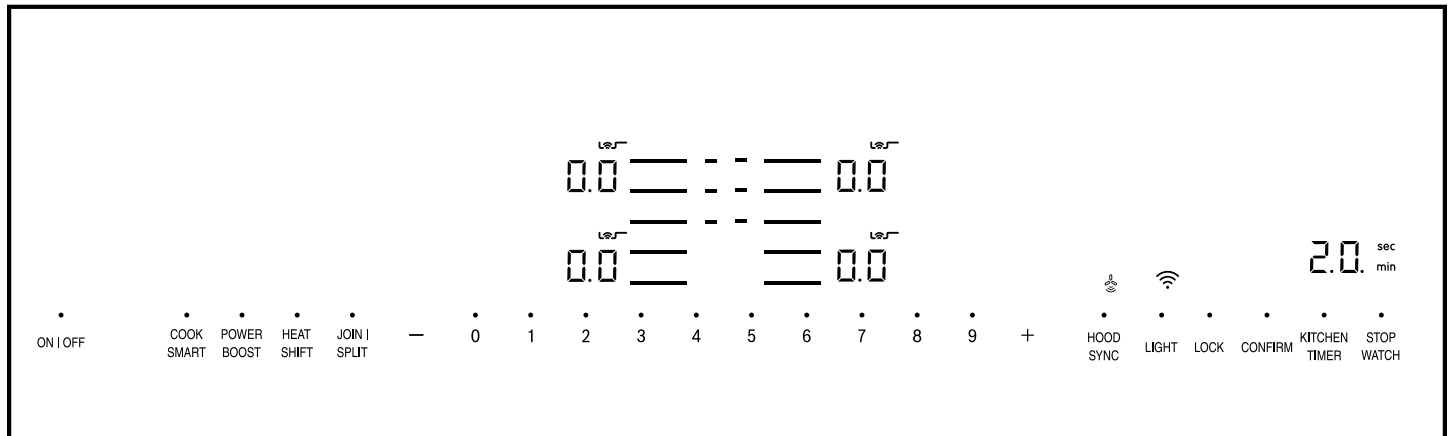 0.0 0.0
0.0 0.0
2.0. sec
min
ON | OFF
COOK
SMART
POWER
BOOST
HEAT
SHIFT
JOIN |
SPLIT
— 0 1 2 3 4 5 6 7 8 9 +
HOOD
SYNC
LIGHT
LOCK
CONFIRM
KITCHEN
TIMER
STOP
WATCH